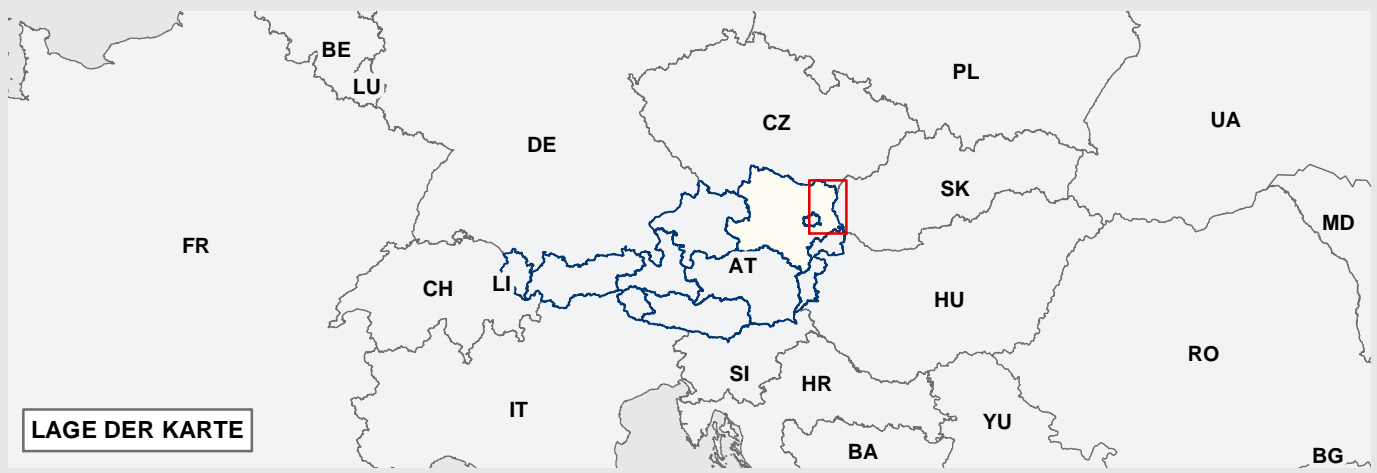 BE
PL
LU
CZ
UA
DE
SK
MD
FR
AT
LI
CH
HU
RO
SI
HR
IT
YU
LAGE DER KARTE
BA
BG